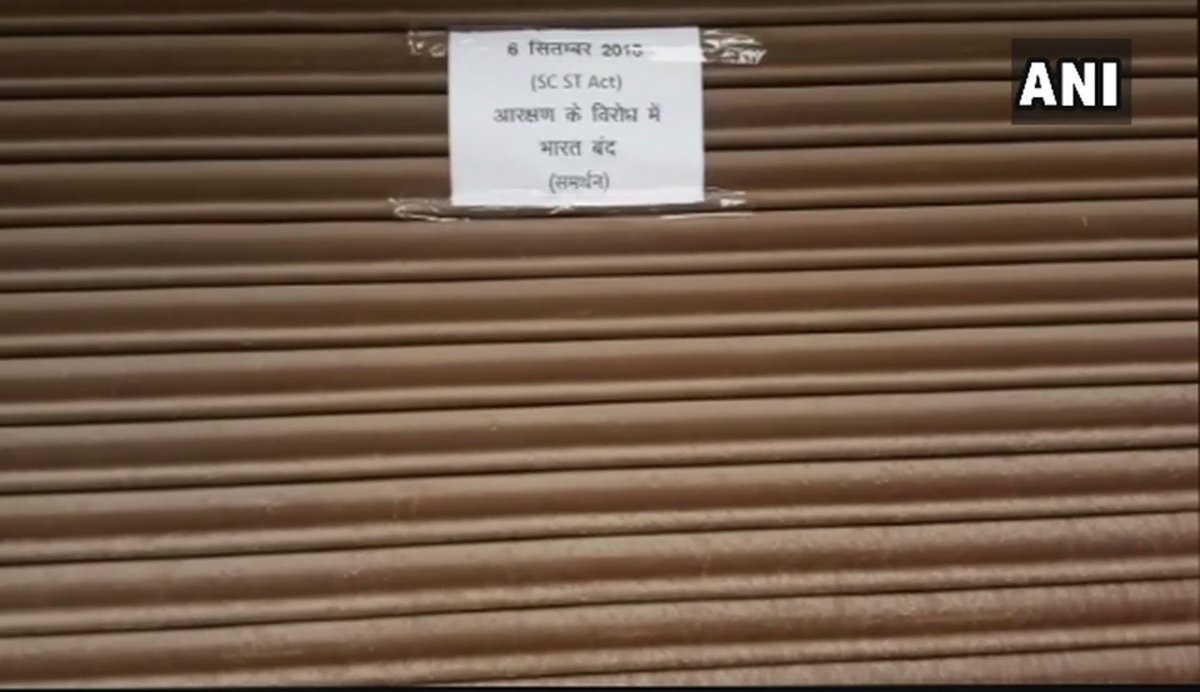 6 सितम्बर
(SC ST Act)
आरक्षण के विरोध में
भारत बंद
(समर्थन)
ANI